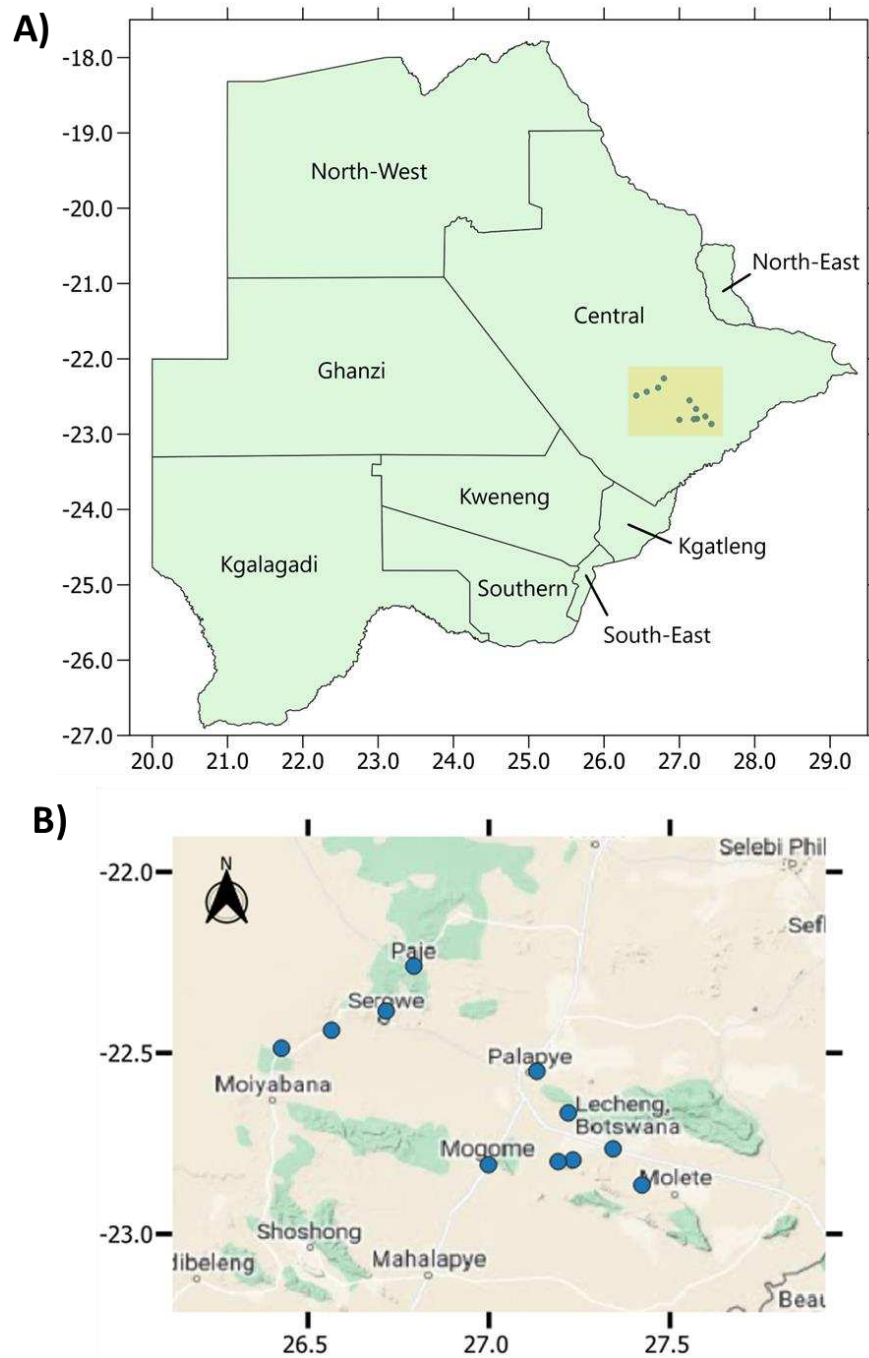 A)
-18.0
-19.0
North-West
-20.0
North-East
-21.0
Central
-22.0
Ghanzi
-23.0
Kweneng
-24.0
Kgatleng
Kgalagadi
Southern
-25.0
South-East
-26.0
-27.0
20.0 21.0 22.0 23.0 24.0 25.0 26.0 27.0 28.0 29.0
B)
-22.0
Selebi Phil
N
Sefl
Paje
Serowe
-22.5
Palapye
Moiyabana
Lecheng,
Botswana
Mogome
Molete
-23.0
Shoshong
dibeleng
Mahalapye
Beau
26.5 27.0 27.5